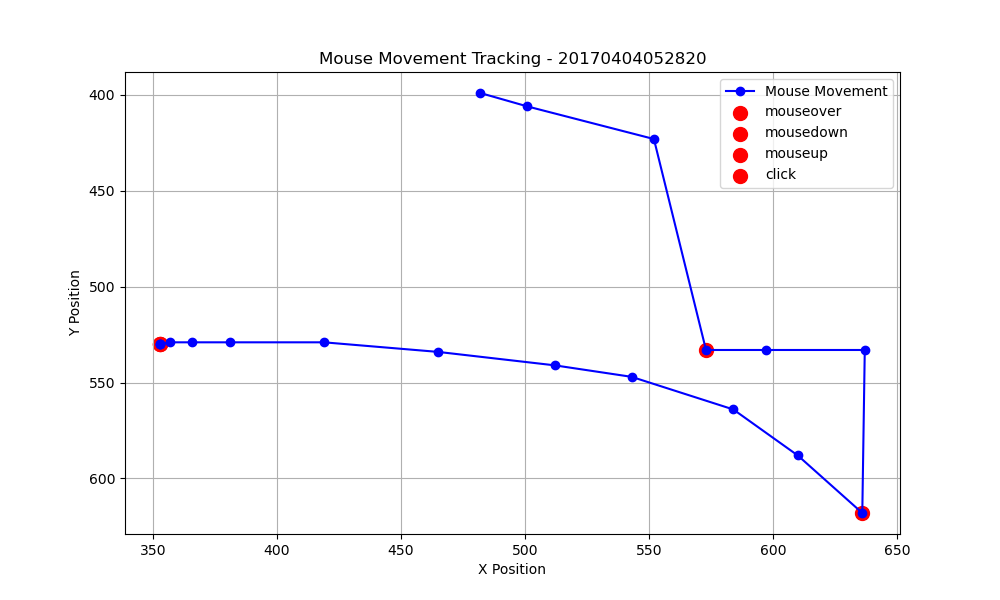 Mouse Movement Tracking - 20170404052820
Mouse Movement
mouseover
mousedown
mouseup
click
400
450
500
550
600
Y Position
350
400
450
500
550
600
650
X Position